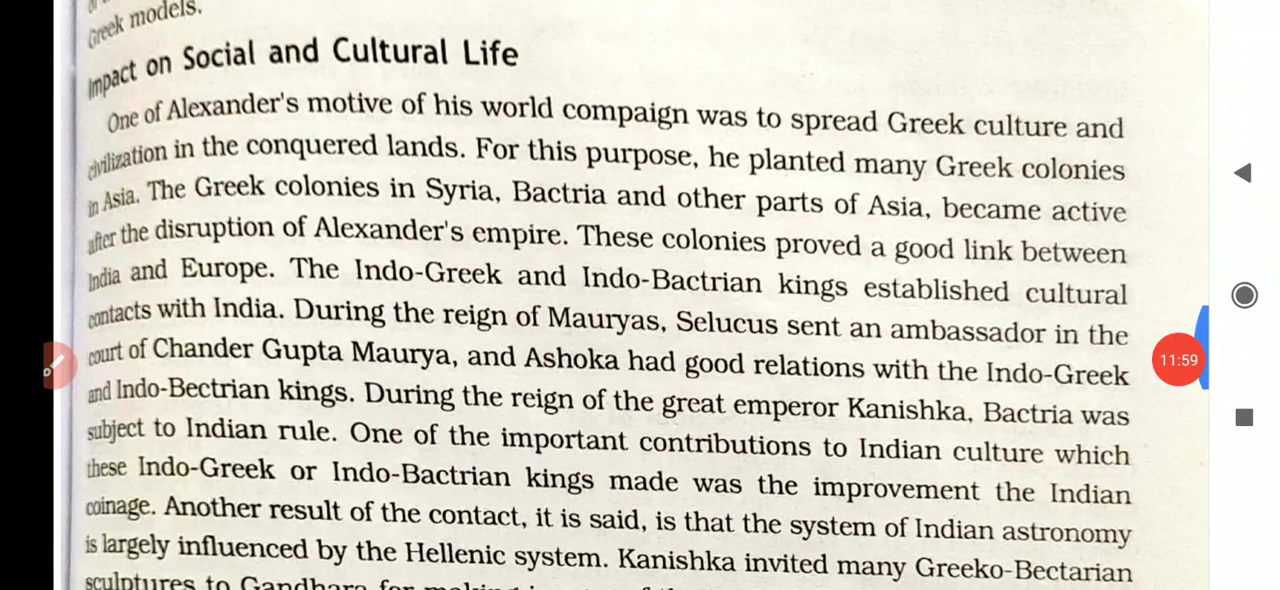 Greek models.
Impact on Social and Cultural Life
One of Alexander's motive of his world compaign was to spread Greek culture and
civilization in the conquered lands. For this purpose, he planted many Greek colonies
in Asia. The Greek colonies in Syria, Bactria and other parts of Asia, became active
after the disruption of Alexander's empire. These colonies proved a good link between
India and Europe. The Indo-Greek and Indo-Bactrian kings established cultural
contacts with India. During the reign of Mauryas, Selucus sent an ambassador in the
court of Chander Gupta Maurya, and Ashoka had good relations with the Indo-Greek
and Indo-Bectrian kings. During the reign of the great emperor Kanishka, Bactria was
subject to Indian rule. One of the important contributions to Indian culture which
these Indo-Greek or Indo-Bactrian kings made was the improvement the Indian
coinage. Another result of the contact, it is said, is that the system of Indian astronomy
is largely influenced by the Hellenic system. Kanishka invited many Greeko-Bectarian
sculptures to Gandhara for making
11:59